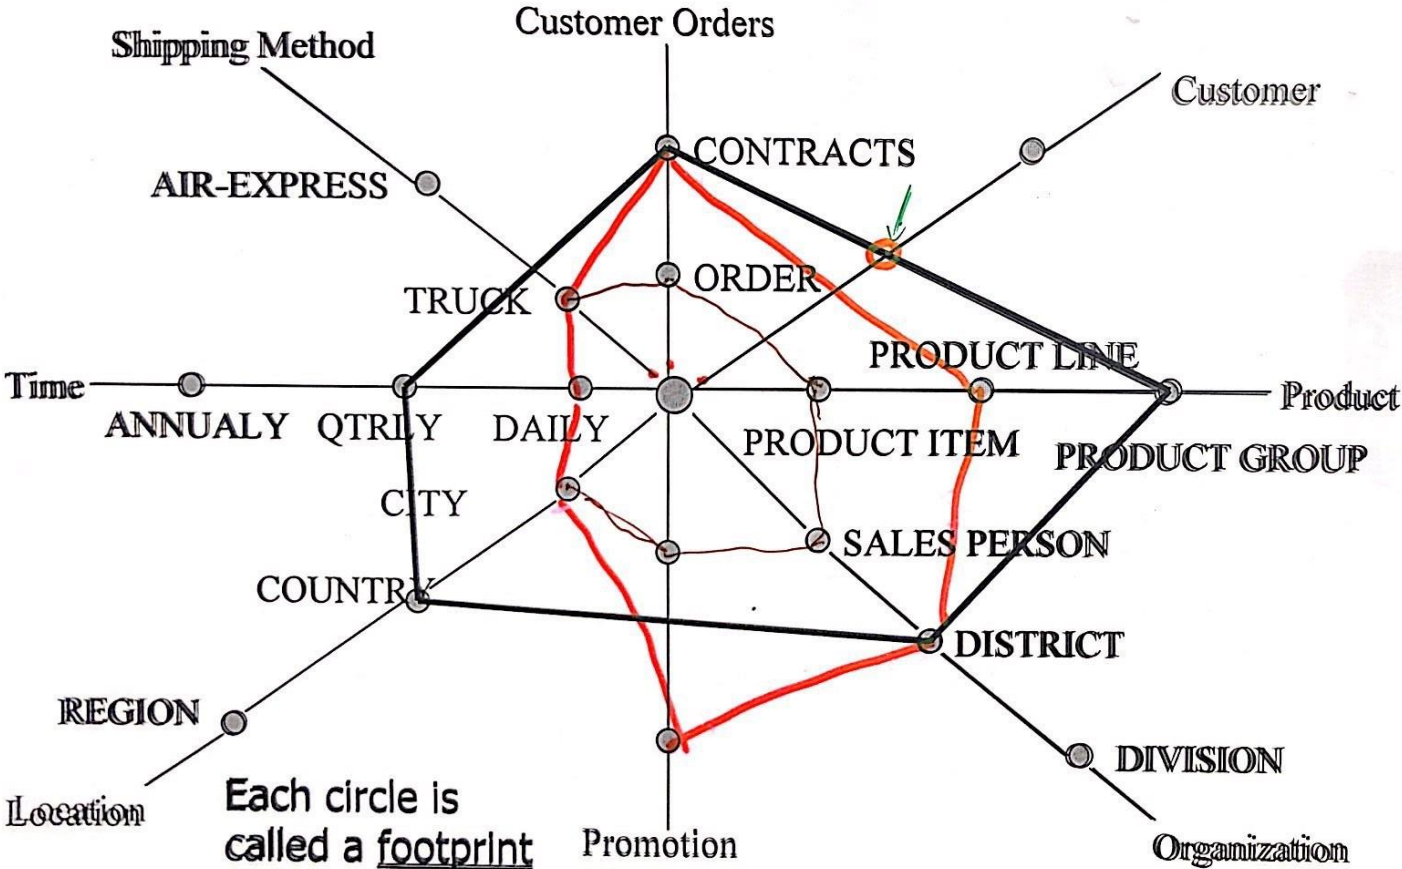 Customer Orders
Shipping Method
Customer
CONTRACTS
AIR-EXPRESS
ORDER
TRUCK
PRODUCT LINE
Time
Product
ANNUALY
QTRLY
DAILY
PRODUCT ITEM
PRODUCT GROUP
CITY
SALES PERSON
COUNTRY
DISTRICT
REGION
DIVISION
Location
Each circle is
called a footprint
Promotion
Organization